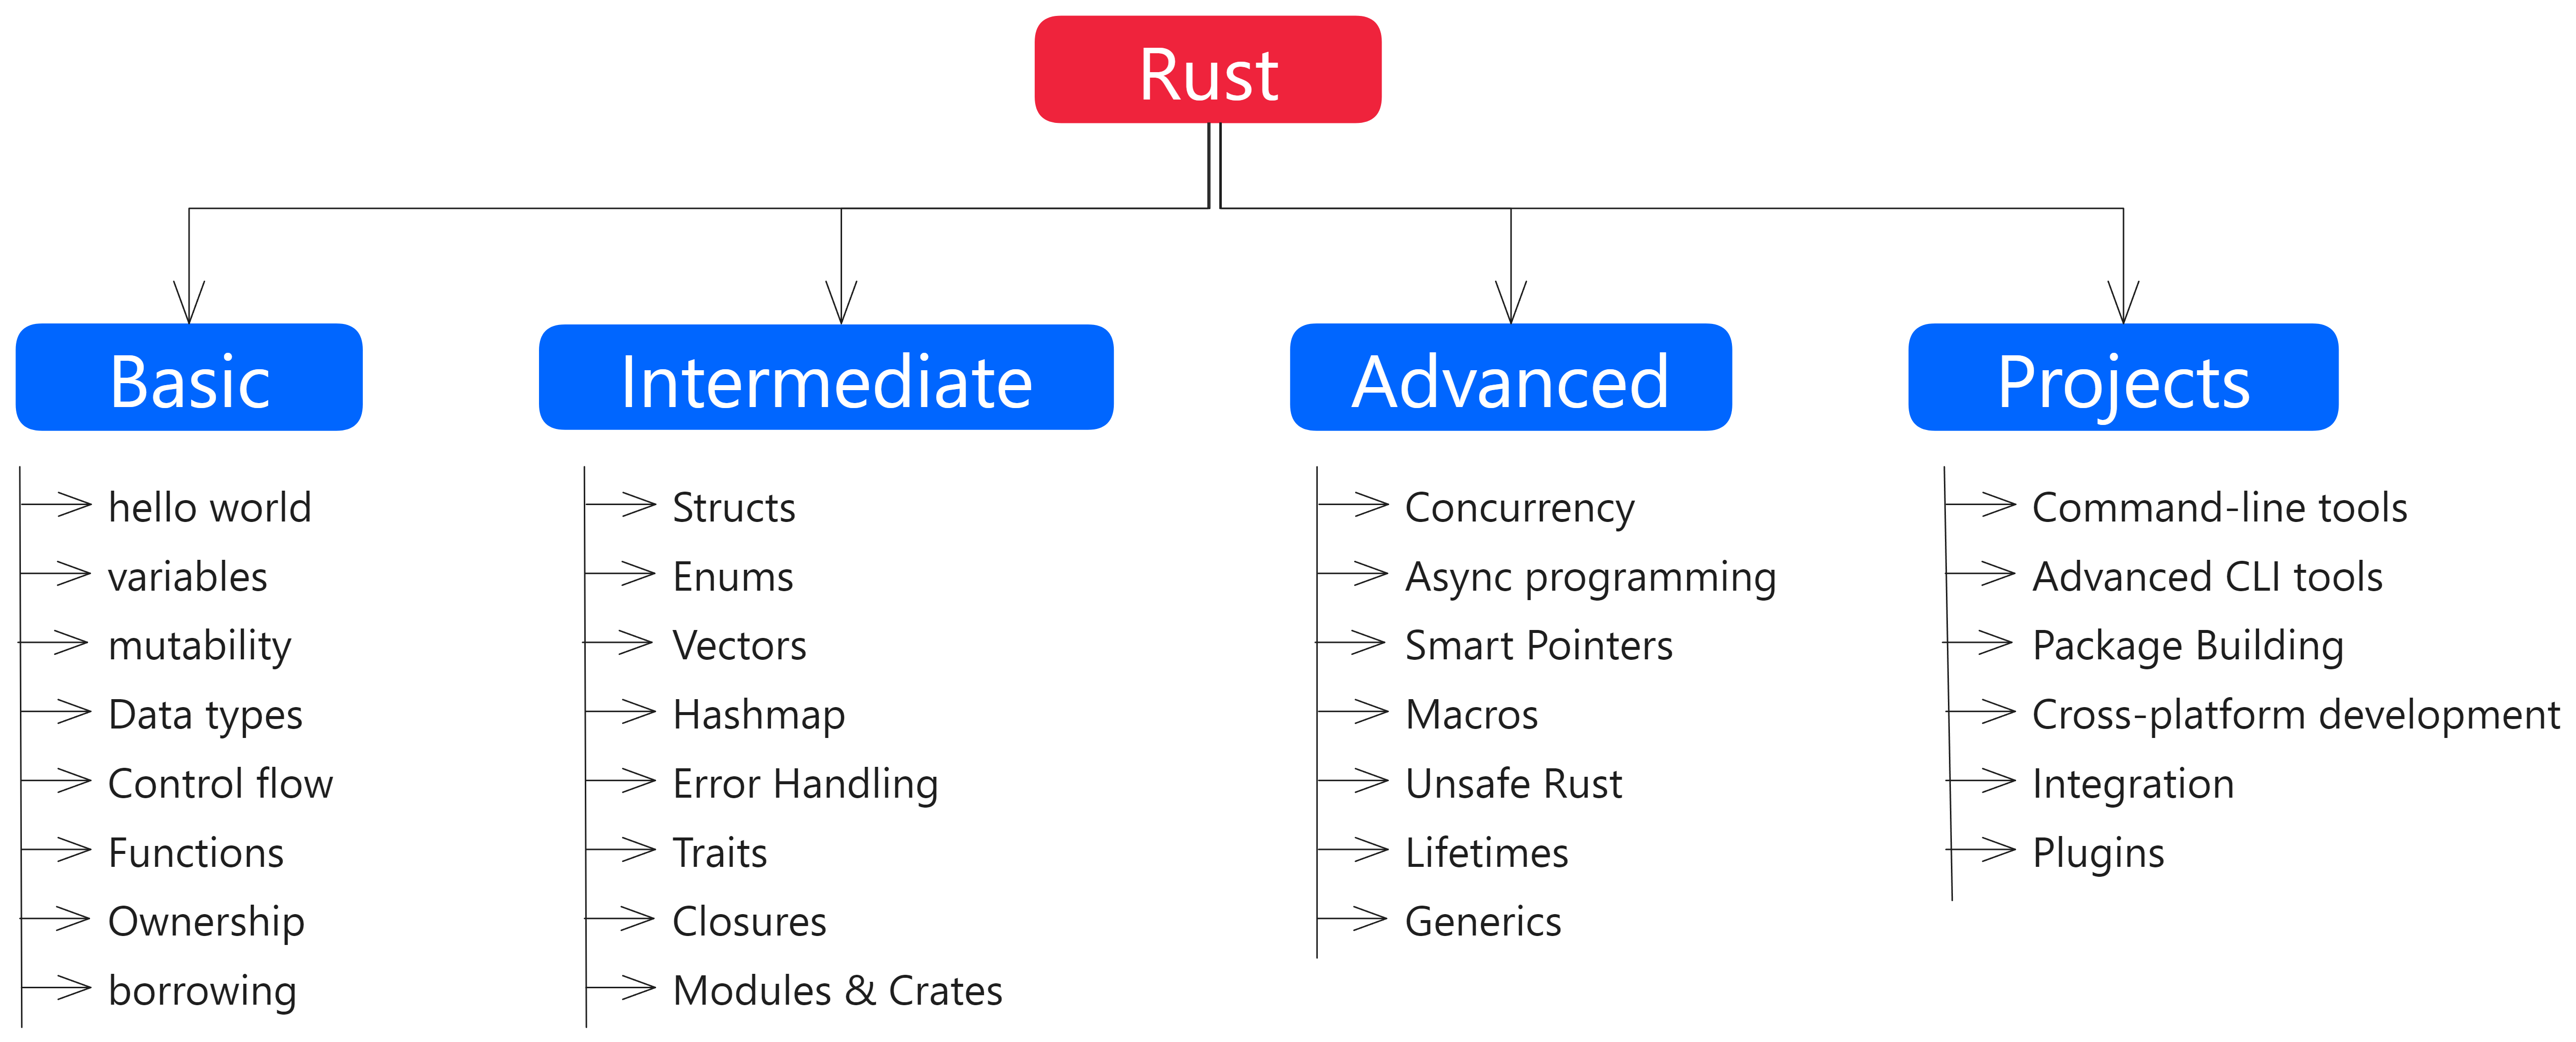 Rust
Basic
Intermediate
Advanced
Projects
hello world
variables
mutability
Data types
Control flow
Functions
Ownership
borrowing
Structs
Enums
Vectors
Hashmap
Error Handling
Traits
Closures
Modules & Crates
Concurrency
Async programming
Smart Pointers
Macros
Unsafe Rust
Lifetimes
Generics
Command-line tools
Advanced CLI tools
Package Building
Cross-platform development
Integration
Plugins